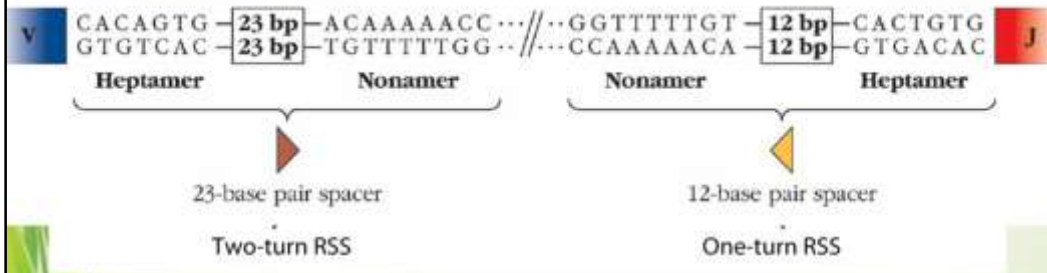 V CACAGTG 23 bp ACAAAAACC ··· // ·· GGTTTTTGT 12 bp CACTGTG J
GTGTCAC 23 bp TGTTTTTGG ·· ··· CCAAAAACA 12 bp GTGACAC
Heptamer Nonamer Nonamer Heptamer
23-base pair spacer 12-base pair spacer
Two-turn RSS One-turn RSS